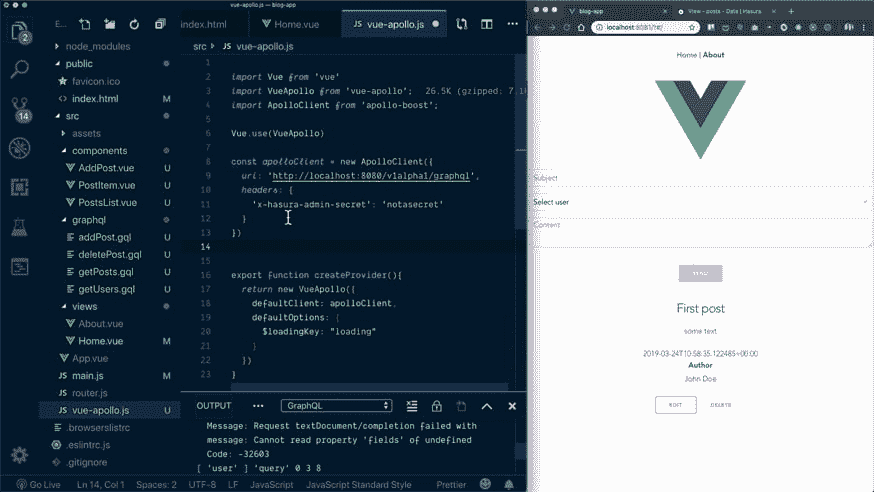 vue-apollo.js — blog-app
E...
index.html
Home.vue
vue-apollo.js
src > vue-apollo.js
2
14
node_modules
public
favicon.ico
index.html M
src
assets
components
AddPost.vue U
PostItem.vue U
PostsList.vue U
graphql
addPost.gql U
deletePost.gql U
getPosts.gql U
getUsers.gql U
views
About.vue
Home.vue M
App.vue
main.js M
router.js
vue-apollo.js U
.browserslistrc
.eslintrc.js
.gitignore
1
2 import Vue from 'vue'
3 import VueApollo from 'vue-apollo'; 26.5K (gzipped: 7.1
4 import ApolloClient from 'apollo-boost';
5
6 Vue.use(VueApollo)
7
8 const apolloClient = new ApolloClient({
9 uri: 'http://localhost:8080/v1alpha1/graphql',
10 headers: {
11 'x-hasura-admin-secret': 'notasecret'
12 }
13 })
14
15
16 export function createProvider(){
17 return new VueApollo({
18 defaultClient: apolloClient,
19 defaultOptions: {
20 $loadingKey: "loading"
21 }
22 })
23 }
OUTPUT ... GraphQL
Message: Request textDocument/completion failed with
message: Cannot read property 'fields' of undefined
Code: -32603
[ 'user' ] 'query' 0 3 8
Go Live Ln 14, Col 1 Spaces: 2 UTF-8 LF JavaScript JavaScript Standard Style Prettier
blog-app
View - posts - Data | Hasura
localhost:8081/#/
Home | About
Subject
Select user
Content
First post
some text
2019-03-24T10:58:35.122485+00:00
Author
John Doe
EDIT
DELETE